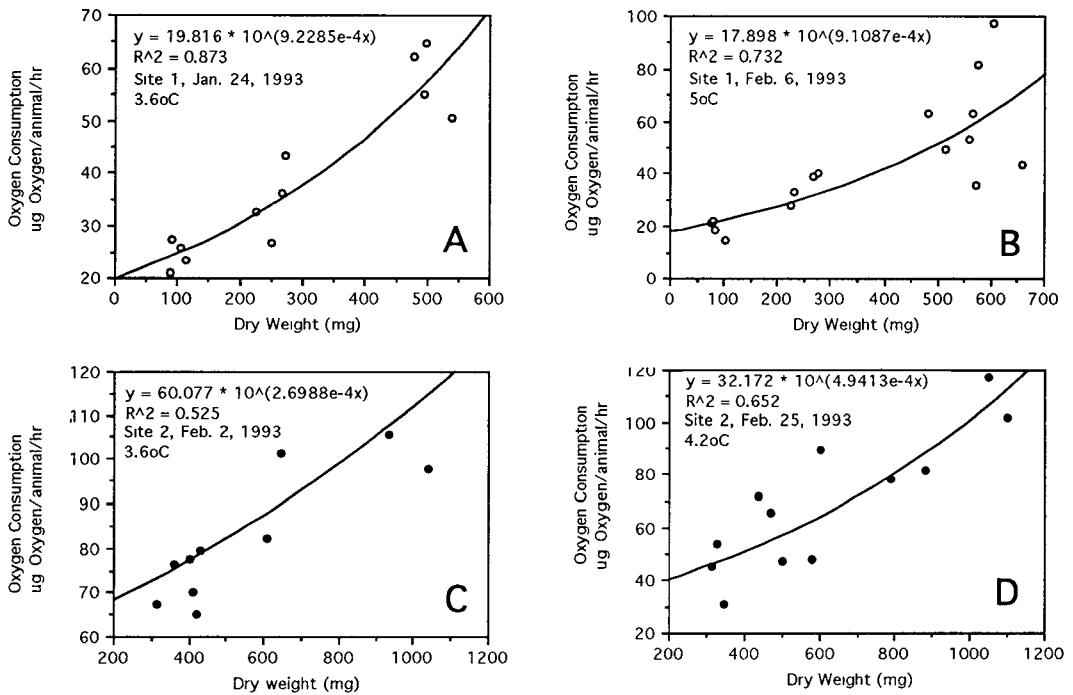 y = 19.816 * 10^(9.2285e-4x)
R^2 = 0.873
Site 1, Jan. 24, 1993
3.6oC
A
Oxygen Consumption
ug Oxygen/animal/hr
70
60
50
40
30
20
0
100
200
300
400
500
600
Dry Weight (mg)
y = 17.898 * 10^(9.1087e-4x)
R^2 = 0.732
Site 1, Feb. 6, 1993
5oC
B
Oxygen Consumption
ug Oxygen/animal/hr
100
80
60
40
20
0
0
100
200
300
400
500
600
700
Dry Weight (mg)
y = 60.077 * 10^(2.6988e-4x)
R^2 = 0.525
Site 2, Feb. 2, 1993
3.6oC
C
Oxygen Consumption
ug Oxygen/animal/hr
120
110
100
90
80
70
60
200
400
600
800
1000
1200
Dry weight (mg)
y = 32.172 * 10^(4.9413e-4x)
R^2 = 0.652
Site 2, Feb. 25, 1993
4.2oC
D
Oxygen Consumption
ug Oxygen/animal/hr
120
100
80
60
40
20
200
400
600
800
1000
1200
Dry Weight (mg)